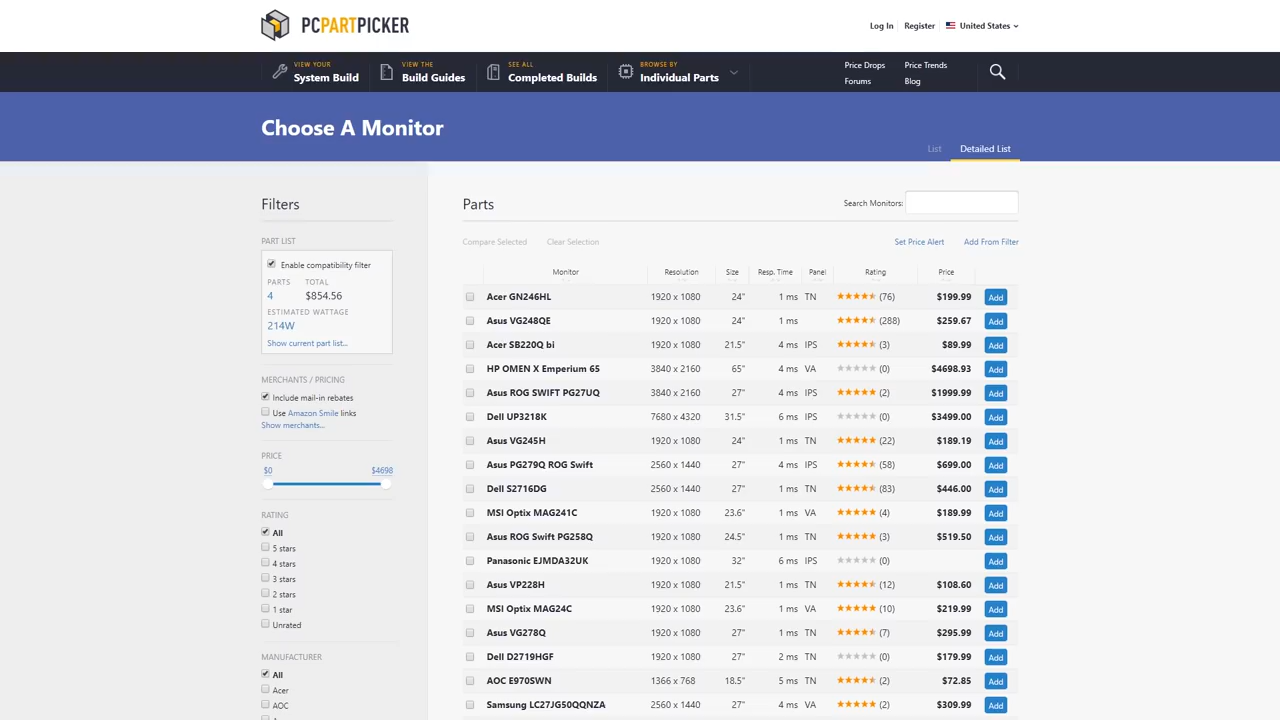 PCPARTPICKER
Log In Register United States
VIEW YOUR
System Build
VIEW THE
Build Guides
SEE ALL
Completed Builds
BROWSE BY
Individual Parts
Price Drops Price Trends
Forums Blog
Choose A Monitor
List Detailed List
Filters
PART LIST
Enable compatibility filter
PARTS TOTAL
4 $854.56
ESTIMATED WATTAGE
214W
Show current part list...
MERCHANTS / PRICING
Include mail-in rebates
Use Amazon Smile links
Show merchants...
PRICE
$0 $4698
RATING
All
5 stars
4 stars
3 stars
2 stars
1 star
Unrated
MANUFACTURER
All
Acer
AOC
Parts
Search Monitors:
Compare Selected Clear Selection Set Price Alert Add From Filter
Monitor Resolution Size Resp. Time Panel Rating Price
Acer GN246HL 1920 x 1080 24" 1 ms TN (76) $199.99 Add
Asus VG248QE 1920 x 1080 24" 1 ms (288) $259.67 Add
Acer SB220Q bi 1920 x 1080 21.5" 4 ms IPS (3) $89.99 Add
HP OMEN X Emperium 65 3840 x 2160 65" 4 ms VA (0) $4698.93 Add
Asus ROG SWIFT PG27UQ 3840 x 2160 27" 4 ms IPS (2) $1999.99 Add
Dell UP3218K 7680 x 4320 31.5" 6 ms IPS (0) $3499.00 Add
Asus VG245H 1920 x 1080 24" 1 ms TN (22) $189.19 Add
Asus PG279Q ROG Swift 2560 x 1440 27" 4 ms IPS (58) $699.00 Add
Dell S2716DG 2560 x 1440 27" 1 ms TN (83) $446.00 Add
MSI Optix MAG241C 1920 x 1080 23.6" 1 ms VA (4) $189.99 Add
Asus ROG Swift PG258Q 1920 x 1080 24.5" 1 ms TN (3) $519.50 Add
Panasonic EJMDA32UK 1920 x 1080 32" 6 ms IPS (0) Add
Asus VP228H 1920 x 1080 21.5" 1 ms TN (12) $108.60 Add
MSI Optix MAG24C 1920 x 1080 23.6" 1 ms VA (10) $219.99 Add
Asus VG278Q 1920 x 1080 27" 1 ms TN (7) $295.99 Add
Dell D2719HGF 1920 x 1080 27" 2 ms TN (0) $179.99 Add
AOC E970SWN 1366 x 768 18.5" 5 ms TN (2) $72.85 Add
Samsung LC27JG50QQNZA 2560 x 1440 27" 4 ms VA (2) $309.99 Add